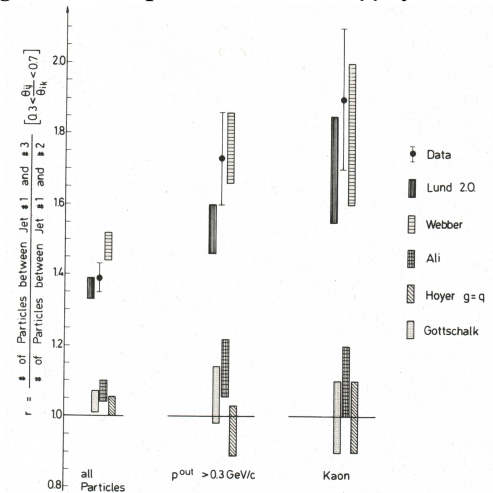 r = # of Particles between Jet #1 and #3 / # of Particles between Jet #1 and #2 [0.3 < θij/θik < 0.7]
2.0
1.8
1.6
1.4
1.2
1.0
0.8
Data
Lund 2.0.
Webber
Ali
Hoyer g=q
Gottschalk
all
Particles
p out > 0.3 GeV/c
Kaon